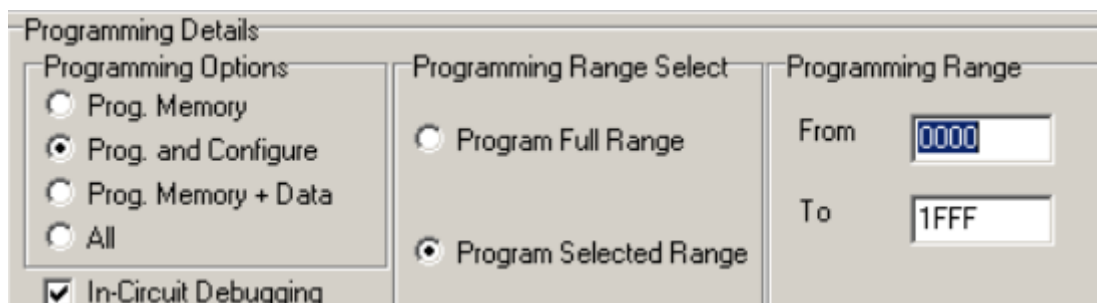 Programming Details
Programming Options
Prog. Memory
Prog. and Configure
Prog. Memory + Data
All
In-Circuit Debugging
Programming Range Select
Program Full Range
Program Selected Range
Programming Range
From 0000
To 1FFF